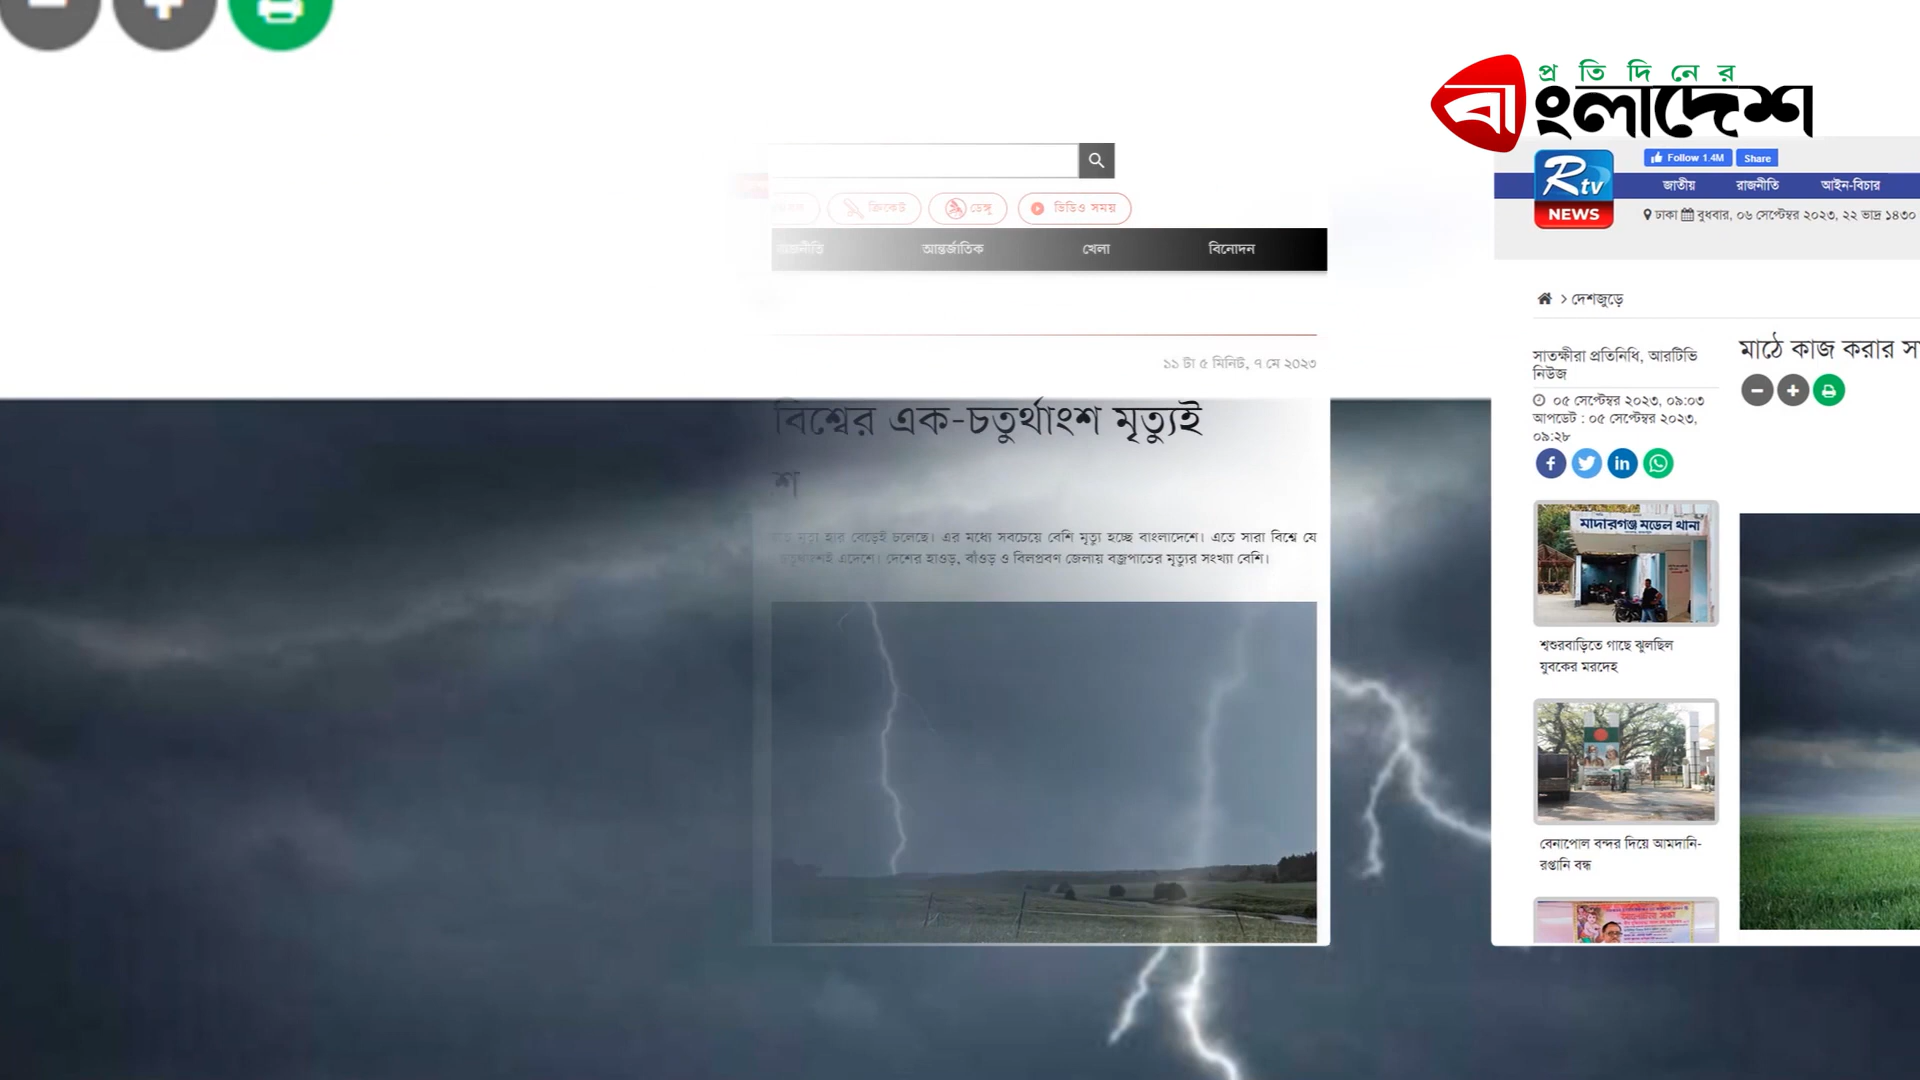 প্রতিদিনের
বাংলাদেশ
ক্রিকেট
ডেঙ্গু
ভিডিও সময়
রাজনীতি
আন্তর্জাতিক
খেলা
বিনোদন
১১ টা ৫ মিনিট, ৭ মে ২০২৩
বিশ্বের এক-চতুর্থাংশ মৃত্যুই
শ
মৃত্যু হার বেড়েই চলেছে। এর মধ্যে সবচেয়ে বেশি মৃত্যু হচ্ছে বাংলাদেশে। এতে সারা বিশ্বে যে
এদেশে। দেশের হাওড়, বাঁওড় ও বিলপ্রবণ জেলায় বজ্রপাতের মৃত্যুর সংখ্যা বেশি।
Rtv
NEWS
Follow 1.4M
Share
জাতীয়
রাজনীতি
আইন-বিচার
ঢাকা বুধবার, ০৬ সেপ্টেম্বর ২০২৩, ২২ ভাদ্র ১৪৩০
> দেশজুড়ে
সাতক্ষীরা প্রতিনিধি, আরটিভি
নিউজ
০৫ সেপ্টেম্বর ২০২৩, ০৯:০৩
আপডেট : ০৫ সেপ্টেম্বর ২০২৩,
০৯:২৮
মাঠে কাজ করার স
মাদারগঞ্জ মডেল থানা
শ্বশুরবাড়িতে গাছে ঝুলছিল
যুবকের মরদেহ
বেনাপোল বন্দর দিয়ে আমদানি-
রপ্তানি বন্ধ